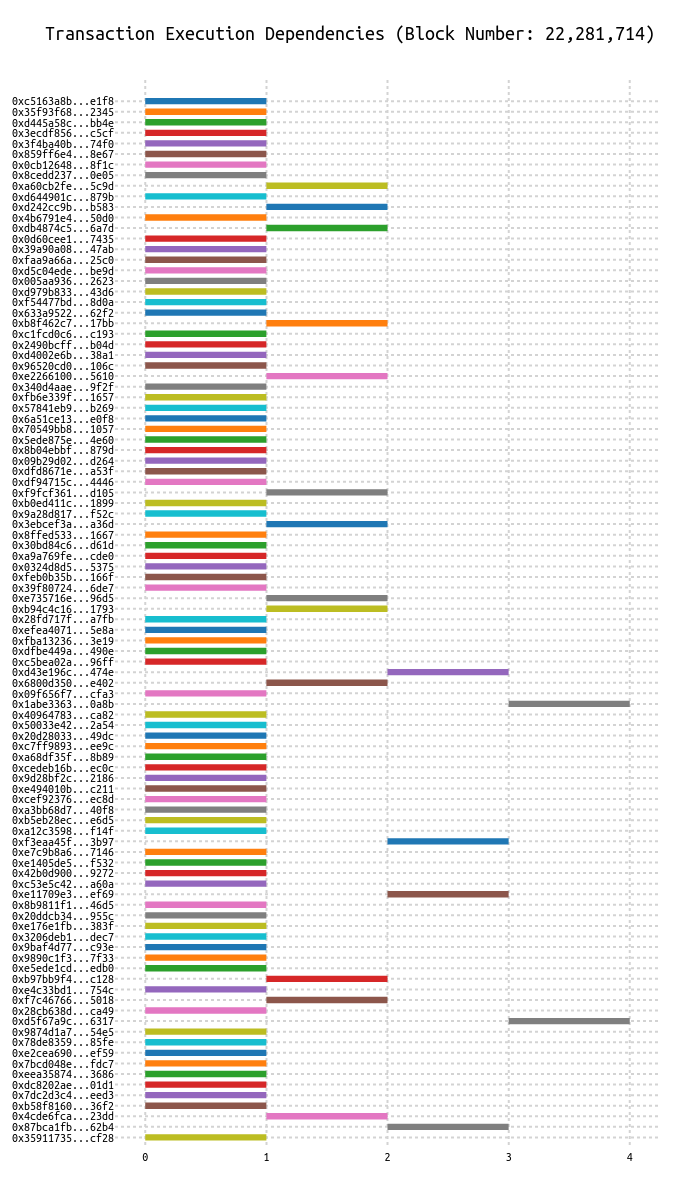 Transaction Execution Dependencies (Block Number: 22,281,714)
0xc5163a8b...e1f8
0x35f93f68...2345
0xd445a58c...bb4e
0x3ecdf856...c5cf
0x3f4ba40b...74f0
0x859ff6e4...8e67
0x0cb12648...8f1c
0x8cedd237...0e05
0xa60cb2fe...5c9d
0xd644901c...879b
0xd242cc9b...b583
0x4b6791e4...50d0
0xdb4874c5...6a7d
0x0d60cee1...7435
0x39a90a08...47ab
0xfaa9a66a...25c0
0xd5c04ede...be9d
0x005aa936...2623
0xd979b833...43d6
0xf54477bd...8d0a
0x633a9522...62f2
0xb8f462c7...17bb
0xc1fcd0c6...c193
0x2490bcff...b04d
0xd4002e6b...38a1
0x96520cd0...106c
0xe2266100...5610
0x340d4aae...9f2f
0xfb6e339f...1657
0x57841eb9...b269
0x6a51ce13...e0f8
0x70549bb8...1057
0x5ede875e...4e60
0x8b04ebbf...879d
0x09b29d02...d264
0xdfd8671e...a53f
0xdf94715c...4446
0xf9fcf361...d105
0xb0ed411c...1899
0x9a28d817...f52c
0x3ebcef3a...a36d
0x8ffed533...1667
0x30bd84c6...d61d
0xa9a769fe...cde0
0x0324d8d5...5375
0xfeb0b35b...166f
0x39f80724...6de7
0xe735716e...96d5
0xb94c4c16...1793
0x28fd717f...a7fb
0xefea4071...5e8a
0xfba13236...3e19
0xdfbe449a...490e
0xc5bea02a...96ff
0xd43e196c...474e
0x6800d350...e402
0x09f656f7...cfa3
0x1abe3363...0a8b
0x40964783...ca82
0x50033e42...2a54
0x20d28033...49dc
0xc7ff9893...ee9c
0xa68df35f...8b89
0xcedeb16b...ec0c
0x9d28bf2c...2186
0xe494010b...c211
0xcef92376...ec8d
0xa3bb68d7...40f8
0xb5eb28ec...e6d5
0xa12c3598...f14f
0xf3eaa45f...3b97
0xe7c9b8a6...7146
0xe1405de5...f532
0x42b0d900...9272
0xc53e5c42...a60a
0xe11709e3...ef69
0x8b9811f1...46d5
0x20ddcb34...955c
0xe176e1fb...383f
0x3206deb1...dec7
0x9baf4d77...c93e
0x9890c1f3...7f33
0xe5ede1cd...edb0
0xb97bb9f4...c128
0xe4c33bd1...754c
0xf7c46766...5018
0x28cb638d...ca49
0xd5f67a9c...6317
0x9874d1a7...54e5
0x78de8359...85fe
0xe2cea690...ef59
0x7bcd048e...fdc7
0xeea35874...3686
0xdc8202ae...01d1
0x7dc2d3c4...eed3
0xb58f8160...36f2
0x4cde6fca...23dd
0x87bca1fb...62b4
0x35911735...cf28
0 1 2 3 4